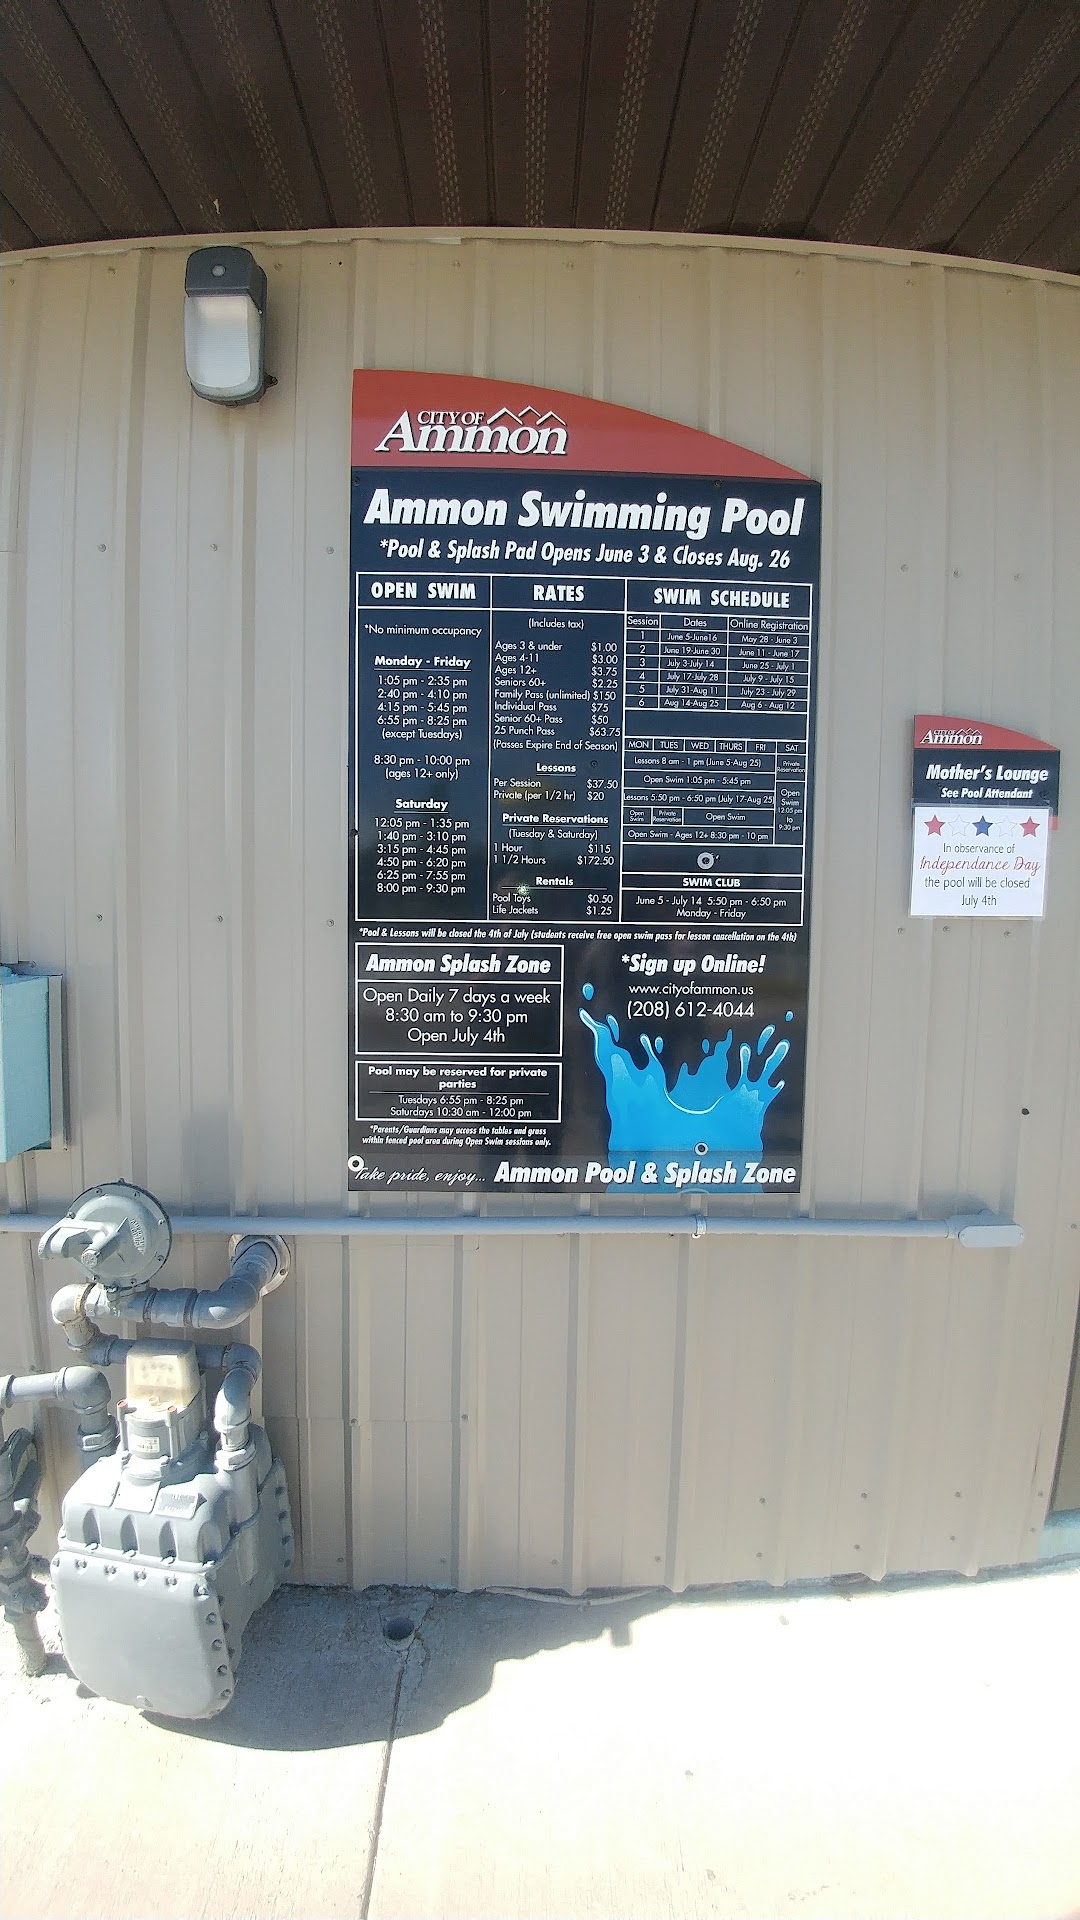 CITY OF
Ammon
Ammon Swimming Pool
*Pool & Splash Pad Opens June 3 & Closes Aug. 26
OPEN SWIM
*No minimum occupancy
Monday - Friday
1:05 pm - 2:35 pm
2:40 pm - 4:10 pm
4:15 pm - 5:45 pm
6:55 pm - 8:25 pm
(except Tuesdays)
8:30 pm - 10:00 pm
(ages 12+ only)
Saturday
12:05 pm - 1:35 pm
1:40 pm - 3:10 pm
3:15 pm - 4:45 pm
4:50 pm - 6:20 pm
6:25 pm - 7:55 pm
8:00 pm - 9:30 pm
RATES
(Includes tax)
Ages 3 & under $1.00
Ages 4-11 $3.00
Ages 12+ $3.75
Seniors 60+ $2.25
Family Pass (unlimited) $150
Individual Pass $75
Senior 60+ Pass $50
25 Punch Pass $63.75
(Passes Expire End of Season)
Lessons
Per Session $37.50
Private (per 1/2 hr) $20
Private Reservations
(Tuesday & Saturday)
1 Hour $115
1 1/2 Hours $172.50
Rentals
Pool Toys $0.50
Life Jackets $1.25
SWIM SCHEDULE
Session Dates Online Registration
1 June 5-June16 May 28 - June 3
2 June 19-June 30 June 11 - June 17
3 July 3-July 14 June 25 - July 1
4 July 17-July 28 July 9 - July 15
5 July 31-Aug 11 July 23 - July 29
6 Aug 14-Aug 25 Aug 6 - Aug 12
MON TUES WED THURS FRI SAT
Lessons 8 am - 1 pm (June 5-Aug 25)
Private
Reservation
Open Swim 1:05 pm - 5:45 pm
Open
Swim
12:05 pm
to
9:30 pm
Lessons 5:50 pm - 6:50 pm (July 17-Aug 25)
Open
Swim
Private
Reservation
Open Swim
Open Swim - Ages 12+ 8:30 pm - 10 pm
SWIM CLUB
June 5 - July 14 5:50 pm - 6:50 pm
Monday - Friday
*Pool & Lessons will be closed the 4th of July (students receive free open swim pass for lesson cancellation on the 4th)
Ammon Splash Zone
Open Daily 7 days a week
8:30 am to 9:30 pm
Open July 4th
*Sign up Online!
www.cityofammon.us
(208) 612-4044
Pool may be reserved for private
parties
Tuesdays 6:55 pm - 8:25 pm
Saturdays 10:30 am - 12:00 pm
*Parents/Guardians may access the tables and grass
within fenced pool area during Open Swim sessions only.
Take pride, enjoy... Ammon Pool & Splash Zone
CITY OF
Ammon
Mother's Lounge
See Pool Attendant
In observance of
Independance Day
the pool will be closed
July 4th